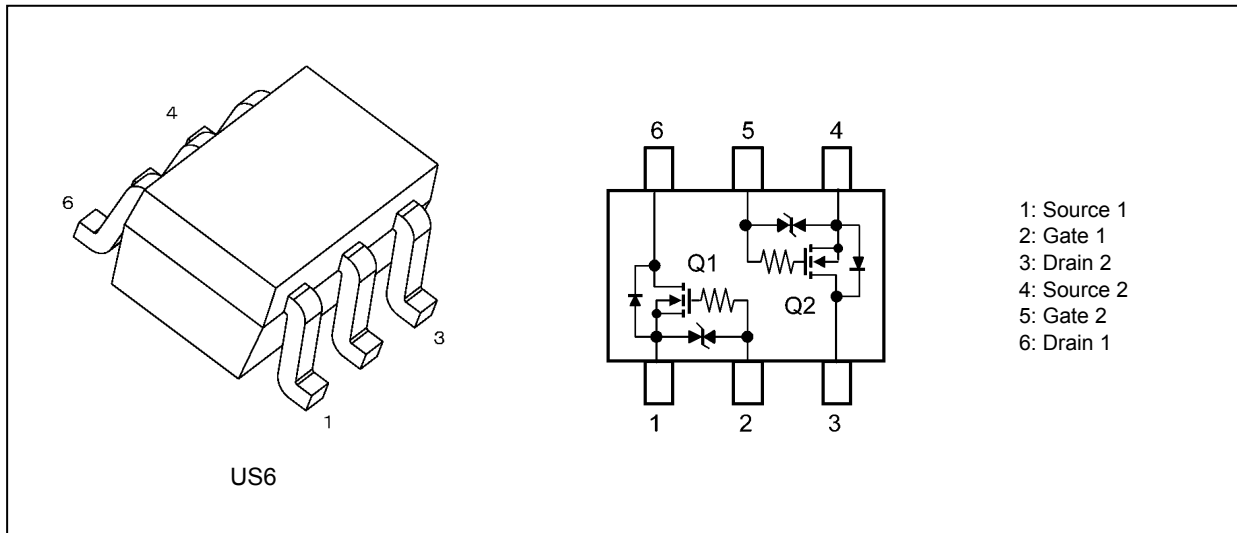 4
6
3
1
US6
6 5 4
Q1
Q2
1 2 3
1: Source 1
2: Gate 1
3: Drain 2
4: Source 2
5: Gate 2
6: Drain 1